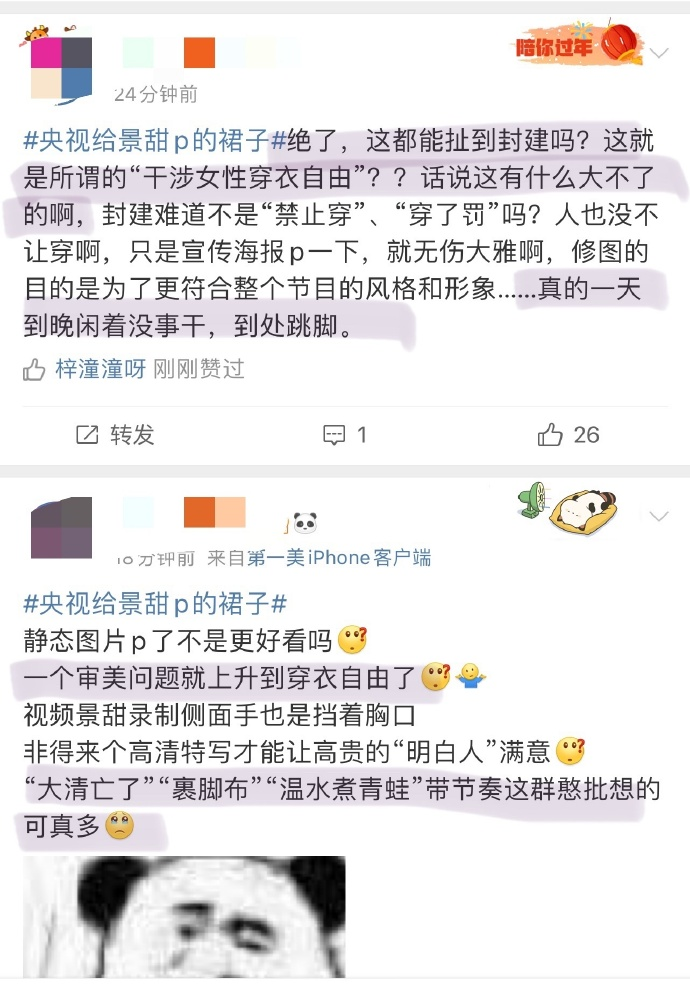 陪你过年
24分钟前
#央视给景甜p的裙子#绝了，这都能扯到封建吗？这就
是所谓的“干涉女性穿衣自由”？？话说这有什么大不了
的啊，封建难道不是“禁止穿”、“穿了罚”吗？人也没不
让穿啊，只是宣传海报p一下，就无伤大雅啊，修图的
目的是为了更符合整个节目的风格和形象……真的一天
到晚闲着没事干，到处跳脚。
梓潼潼呀 刚刚赞过
转发 1 26
18分钟前 来自第一美iPhone客户端
#央视给景甜p的裙子#
静态图片p了不是更好看吗
一个审美问题就上升到穿衣自由了
视频景甜录制侧面手也是挡着胸口
非得来个高清特写才能让高贵的“明白人”满意
“大清亡了”“裹脚布”“温水煮青蛙”带节奏这群憨批想的
可真多